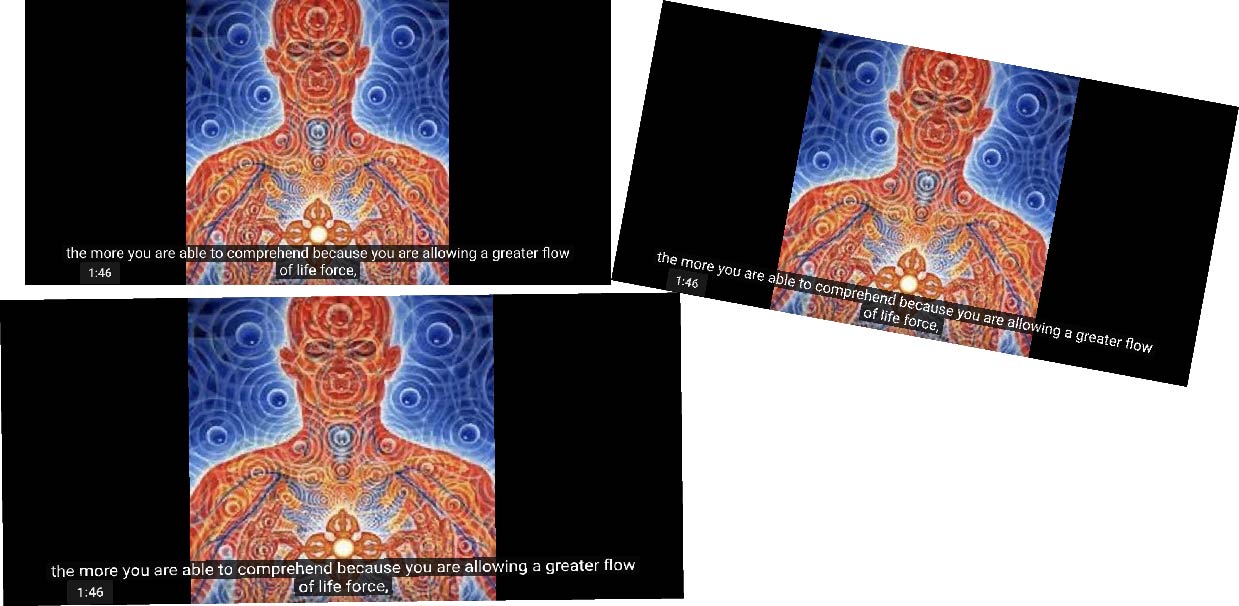 the more you are able to comprehend because you are allowing a greater flow
of life force,
1:46
the more you are able to comprehend because you are allowing a greater flow
of life force,
1:46
the more you are able to comprehend because you are allowing a greater flow
of life force,
1:46